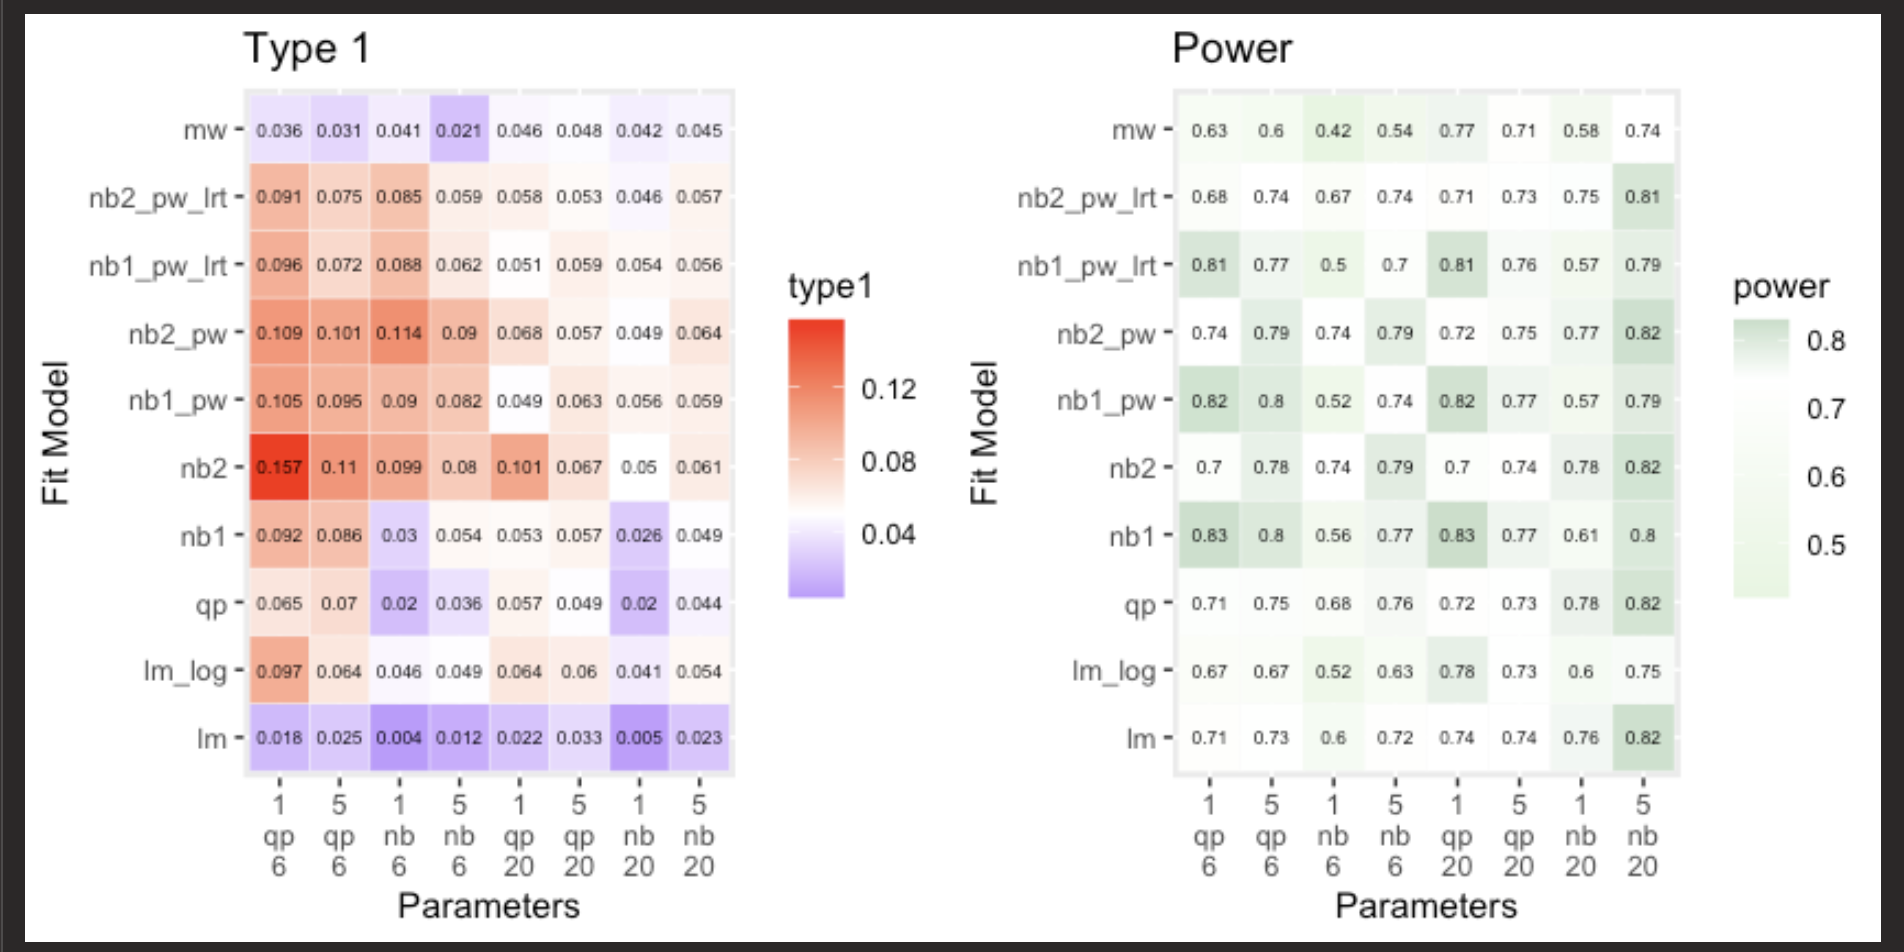 Type 1
mw 0.036 0.031 0.041 0.021 0.046 0.048 0.042 0.045
nb2_pw_lrt 0.091 0.075 0.085 0.059 0.058 0.053 0.046 0.057
nb1_pw_lrt 0.096 0.072 0.088 0.062 0.051 0.059 0.054 0.056
nb2_pw 0.109 0.101 0.114 0.09 0.068 0.057 0.049 0.064
nb1_pw 0.105 0.095 0.09 0.082 0.049 0.063 0.056 0.059
nb2 0.157 0.11 0.099 0.08 0.101 0.067 0.05 0.061
nb1 0.092 0.086 0.03 0.054 0.053 0.057 0.026 0.049
qp 0.065 0.07 0.02 0.036 0.057 0.049 0.02 0.044
lm_log 0.097 0.064 0.046 0.049 0.064 0.06 0.041 0.054
lm 0.018 0.025 0.004 0.012 0.022 0.033 0.005 0.023
1 5 1 5 1 5 1 5
qp qp nb nb qp qp nb nb
6 6 6 6 20 20 20 20
Parameters
Fit Model
type1
0.12
0.08
0.04
Power
mw 0.63 0.6 0.42 0.54 0.77 0.71 0.58 0.74
nb2_pw_lrt 0.68 0.74 0.67 0.74 0.71 0.73 0.75 0.81
nb1_pw_lrt 0.81 0.77 0.5 0.7 0.81 0.76 0.57 0.79
nb2_pw 0.74 0.79 0.74 0.79 0.72 0.75 0.77 0.82
nb1_pw 0.82 0.8 0.52 0.74 0.82 0.77 0.57 0.79
nb2 0.7 0.78 0.74 0.79 0.7 0.74 0.78 0.82
nb1 0.83 0.8 0.56 0.77 0.83 0.77 0.61 0.8
qp 0.71 0.75 0.68 0.76 0.72 0.73 0.78 0.82
lm_log 0.67 0.67 0.52 0.63 0.78 0.73 0.6 0.75
lm 0.71 0.73 0.6 0.72 0.74 0.74 0.76 0.82
1 5 1 5 1 5 1 5
qp qp nb nb qp qp nb nb
6 6 6 6 20 20 20 20
Parameters
Fit Model
power
0.8
0.7
0.6
0.5